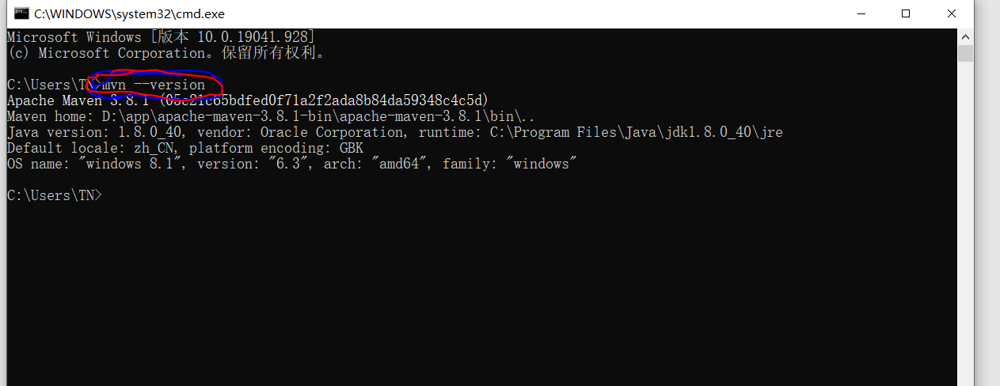 C:\WINDOWS\system32\cmd.exe
Microsoft Windows [版本 10.0.19041.928]
(c) Microsoft Corporation。保留所有权利。
C:\Users\TN>mvn --version
Apache Maven 3.8.1 (05c21c65bdfed0f71a2f2ada8b84da59348c4c5d)
Maven home: D:\app\apache-maven-3.8.1-bin\apache-maven-3.8.1\bin\..
Java version: 1.8.0_40, vendor: Oracle Corporation, runtime: C:\Program Files\Java\jdk1.8.0_40\jre
Default locale: zh_CN, platform encoding: GBK
OS name: "windows 8.1", version: "6.3", arch: "amd64", family: "windows"
C:\Users\TN>